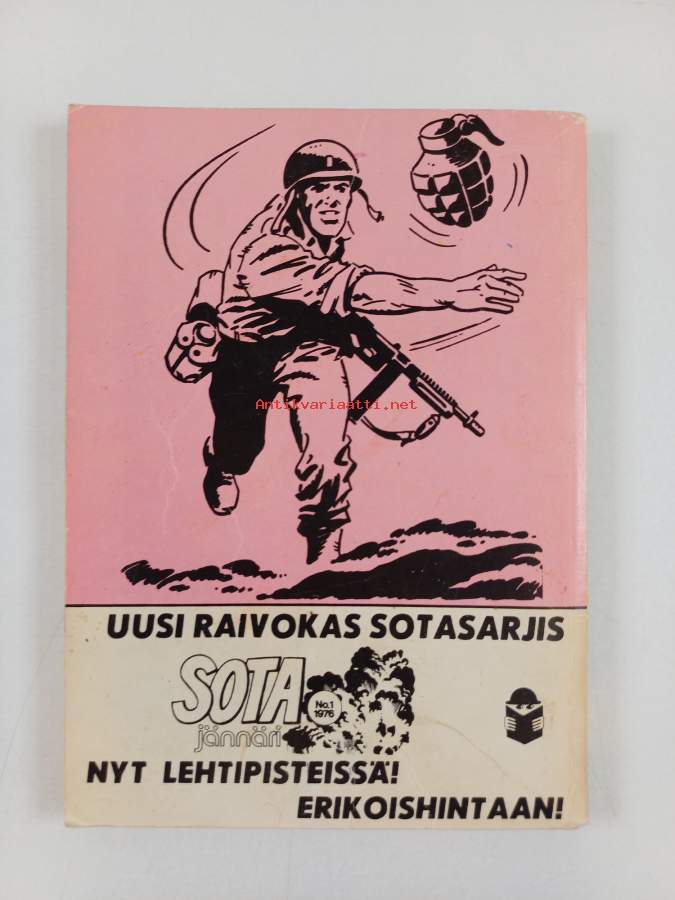 Antikvariaatti.net
UUSI RAIVOKAS SOTASARJIS
SOTA
jännäri
No.1
1976
NYT LEHTIPISTEISSÄ!
ERIKOISHINTAAN!